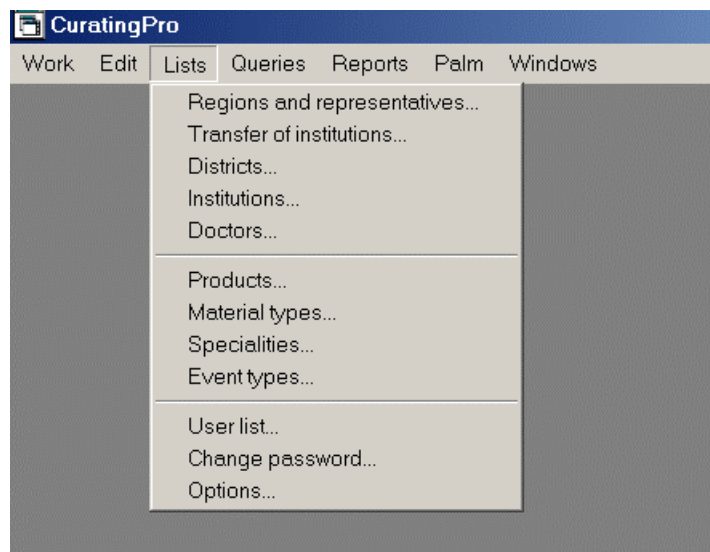 CuratingPro
Work Edit Lists Queries Reports Palm Windows
Regions and representatives...
Transfer of institutions...
Districts...
Institutions...
Doctors...
Products...
Material types...
Specialities...
Event types...
User list...
Change password...
Options...